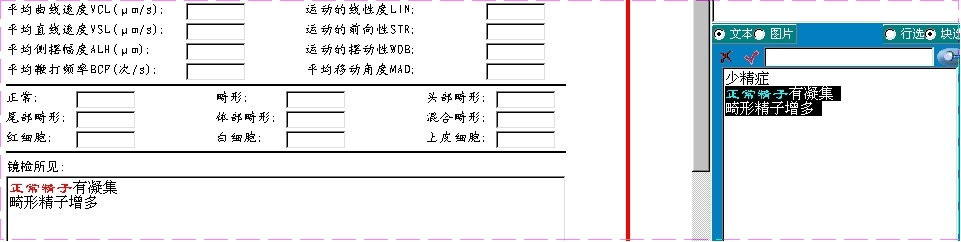 平均曲线速度VCL(μm/s): 运动的线性度LIN:
平均直线速度VSL(μm/s): 运动的前向性STR:
平均侧摆幅度ALH(μm): 运动的摆动性WOB:
平均鞭打频率BCF(次/s): 平均移动角度MAD:
正常: 畸形: 头部畸形:
尾部畸形: 体部畸形: 混合畸形:
红细胞: 白细胞: 上皮细胞:
镜检所见:
正常精子有凝集
畸形精子增多
文本 图片 行选 块选
少精症
正常精子有凝集
畸形精子增多